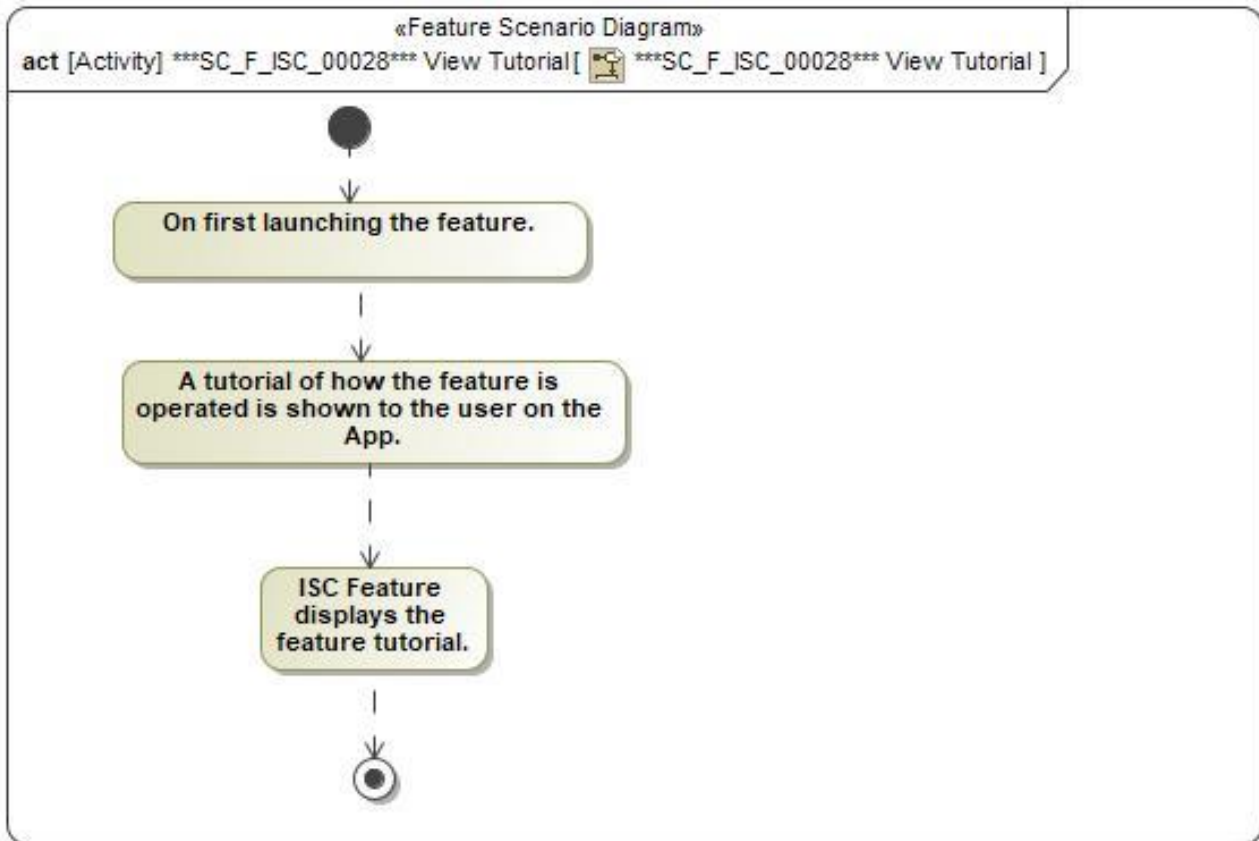 «Feature Scenario Diagram»
act [Activity] ***SC_F_ISC_00028*** View Tutorial[ ***SC_F_ISC_00028*** View Tutorial ]
On first launching the feature.
A tutorial of how the feature is
operated is shown to the user on the
App.
ISC Feature
displays the
feature tutorial.